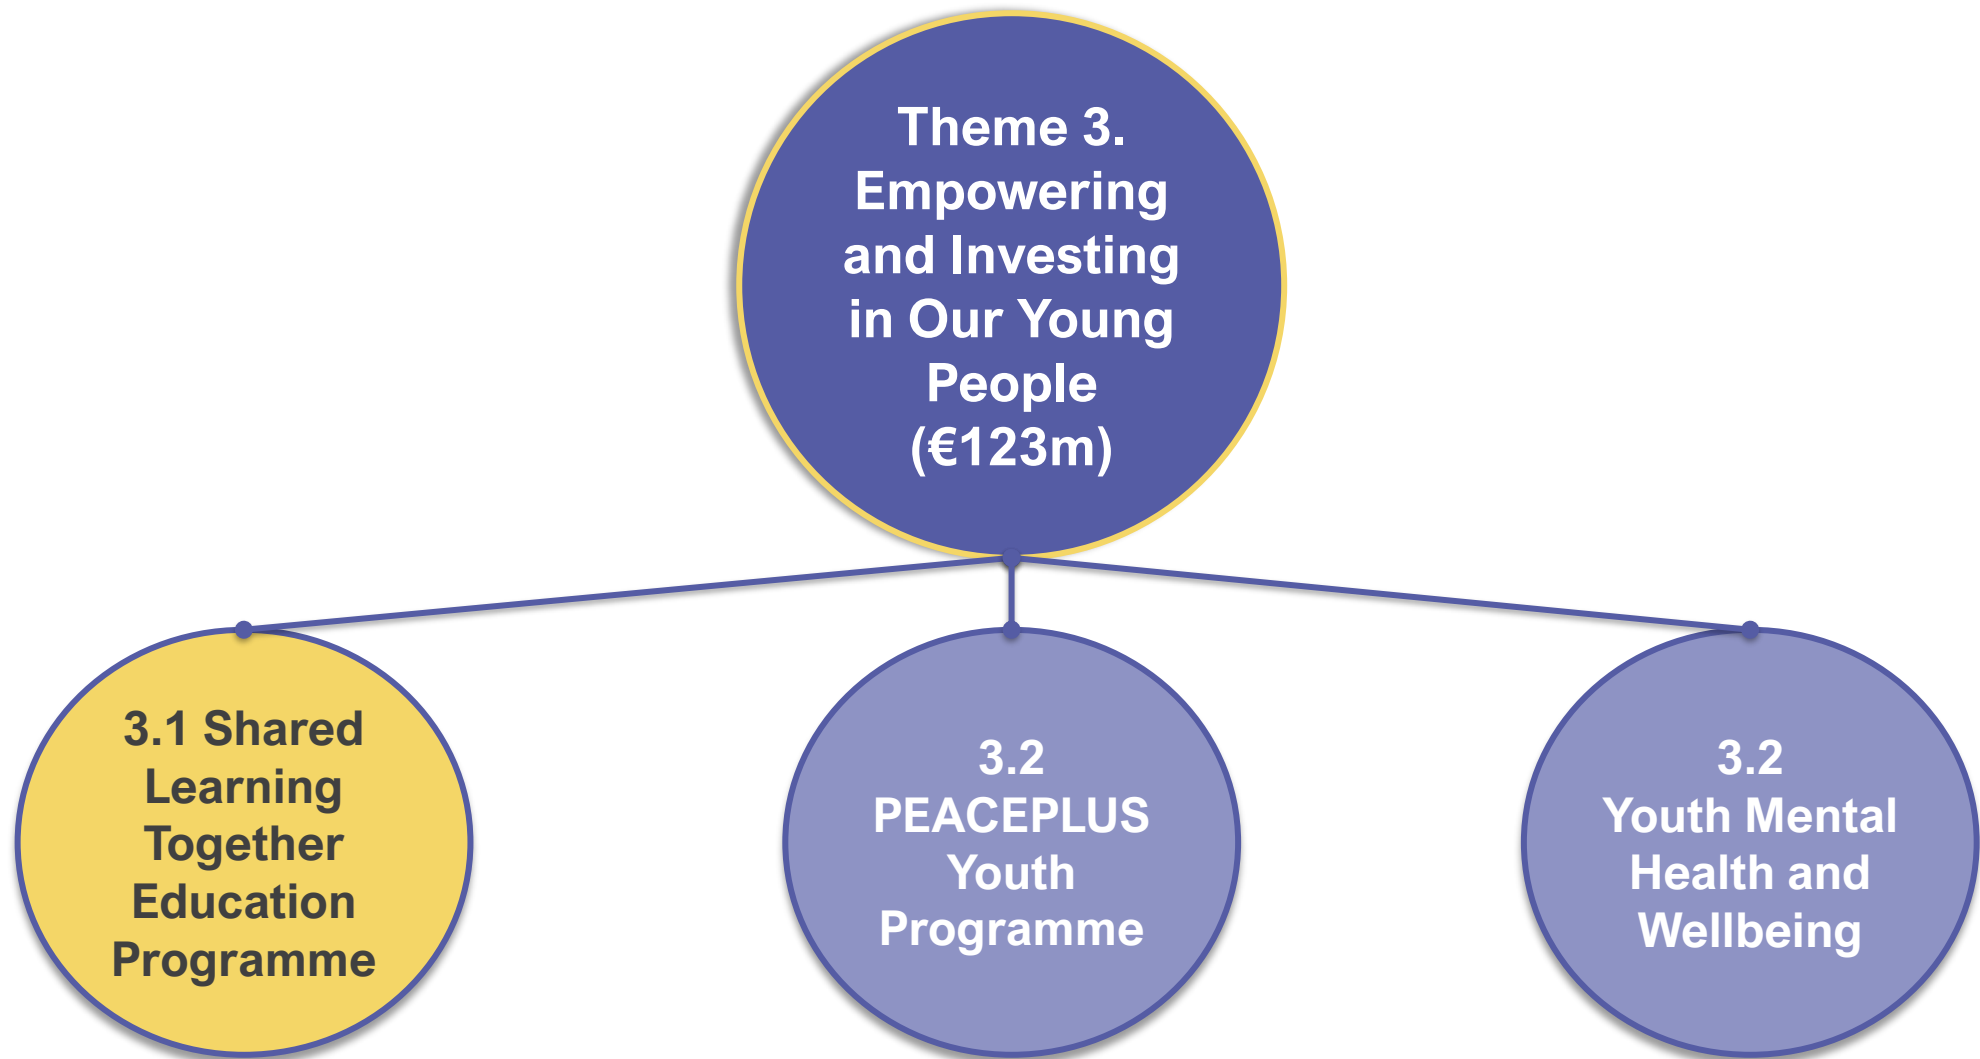 Theme 3.
Empowering
and Investing
in Our Young
People
(€123m)
3.1 Shared
Learning
Together
Education
Programme
3.2
PEACEPLUS
Youth
Programme
3.2
Youth Mental
Health and
Wellbeing